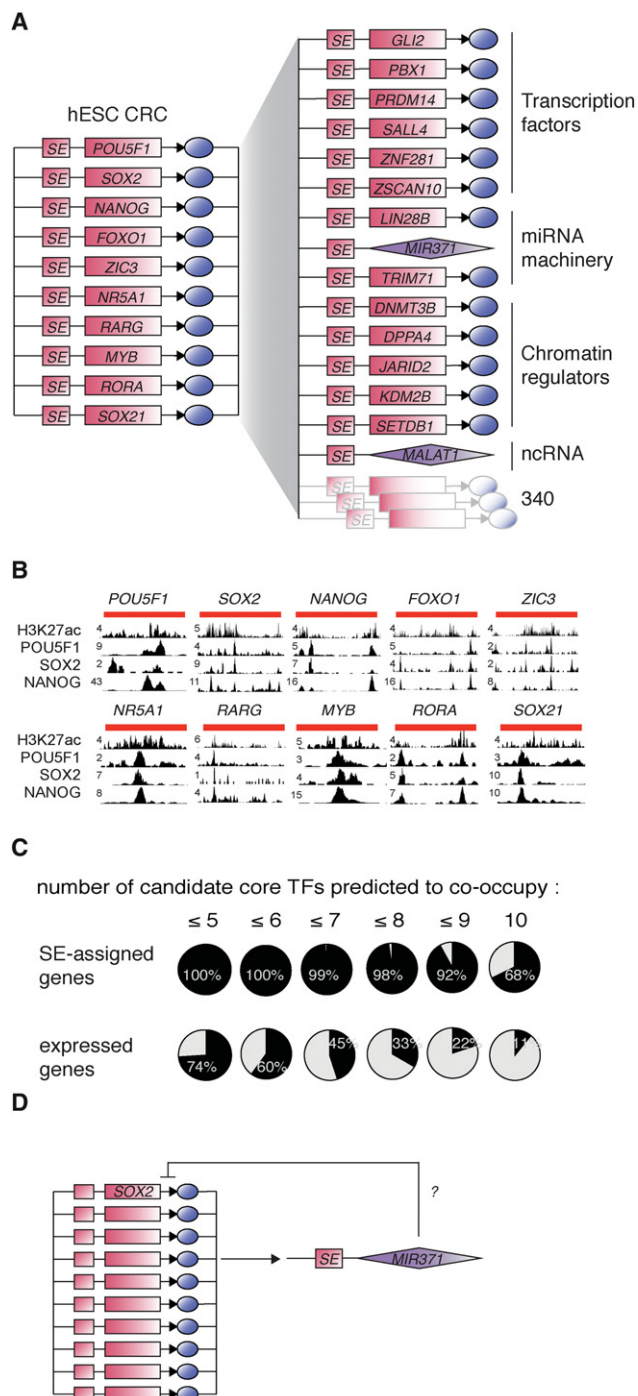 A
hESC CRC
SE POU5F1
SE SOX2
SE NANOG
SE FOXO1
SE ZIC3
SE NR5A1
SE RARG
SE MYB
SE RORA
SE SOX21
SE GLI2
SE PBX1
SE PRDM14
SE SALL4
SE ZNF281
SE ZSCAN10
SE LIN28B
SE MIR371
SE TRIM71
SE DNMT3B
SE DPPA4
SE JARID2
SE KDM2B
SE SETDB1
SE MALAT1
SE
SE
SE
Transcription
factors
miRNA
machinery
Chromatin
regulators
ncRNA
340
B
POU5F1 SOX2 NANOG FOXO1 ZIC3
H3K27ac 4 5 4 4 4
POU5F1 9 4 5 4 2
SOX2 2 9 7 4 2
NANOG 43 11 16 16 8
NR5A1 RARG MYB RORA SOX21
H3K27ac 4 6 5 4 4
POU5F1 2 4 3 2 3
SOX2 7 1 4 5 10
NANOG 8 4 15 7 10
C
number of candidate core TFs predicted to co-occupy :
≤ 5 ≤ 6 ≤ 7 ≤ 8 ≤ 9 10
SE-assigned
genes
100% 100% 99% 98% 92% 68%
expressed
genes
74% 60% 45% 33% 22% 11%
D
SOX2
?
SE MIR371